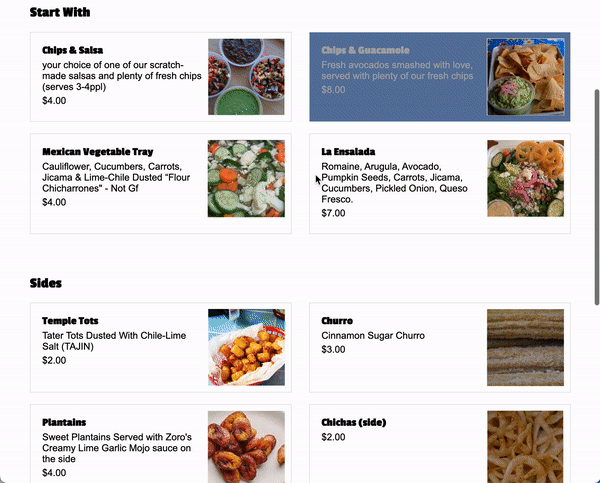 Start With
Chips & Salsa
your choice of one of our scratch-
made salsas and plenty of fresh chips
(serves 3-4ppl)
$4.00
Chips & Guacamole
Fresh avocados smashed with love,
served with plenty of our fresh chips
$8.00
Mexican Vegetable Tray
Cauliflower, Cucumbers, Carrots,
Jicama & Lime-Chile Dusted "Flour
Chicharrones" - Not Gf
$4.00
La Ensalada
Romaine, Arugula, Avocado,
Pumpkin Seeds, Carrots, Jicama,
Cucumbers, Pickled Onion, Queso
Fresco.
$7.00
Sides
Temple Tots
Tater Tots Dusted With Chile-Lime
Salt (TAJIN)
$2.00
Churro
Cinnamon Sugar Churro
$3.00
Plantains
Sweet Plantains Served with Zoro's
Creamy Lime Garlic Mojo sauce on
the side
$4.00
Chichas (side)
$2.00